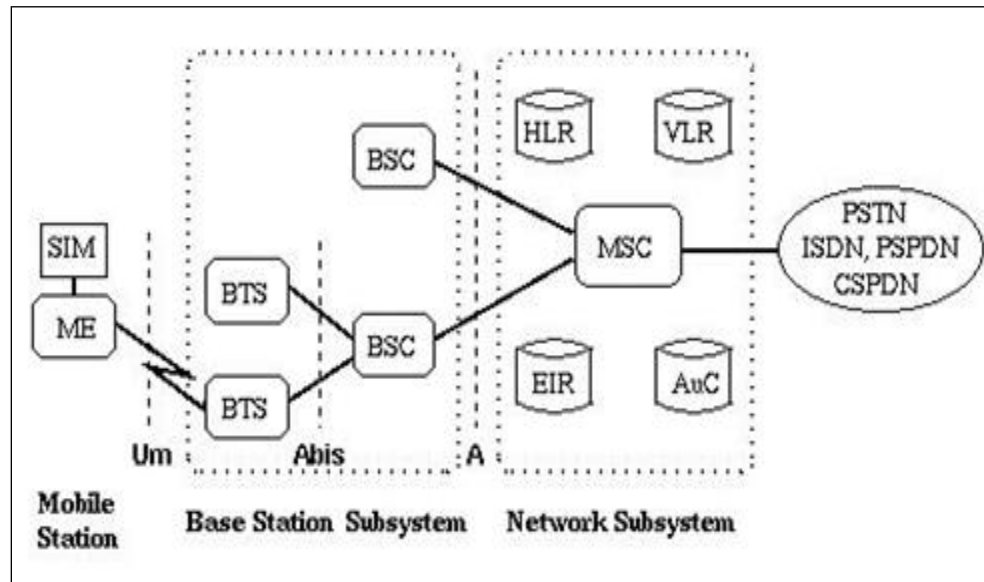 HLR
VLR
BSC
PSTN
ISDN, PSPDN
CSPDN
MSC
SIM
BTS
ME
BSC
EIR
AuC
BTS
Um
Abis
A
Mobile
Station
Base Station Subsystem
Network Subsystem